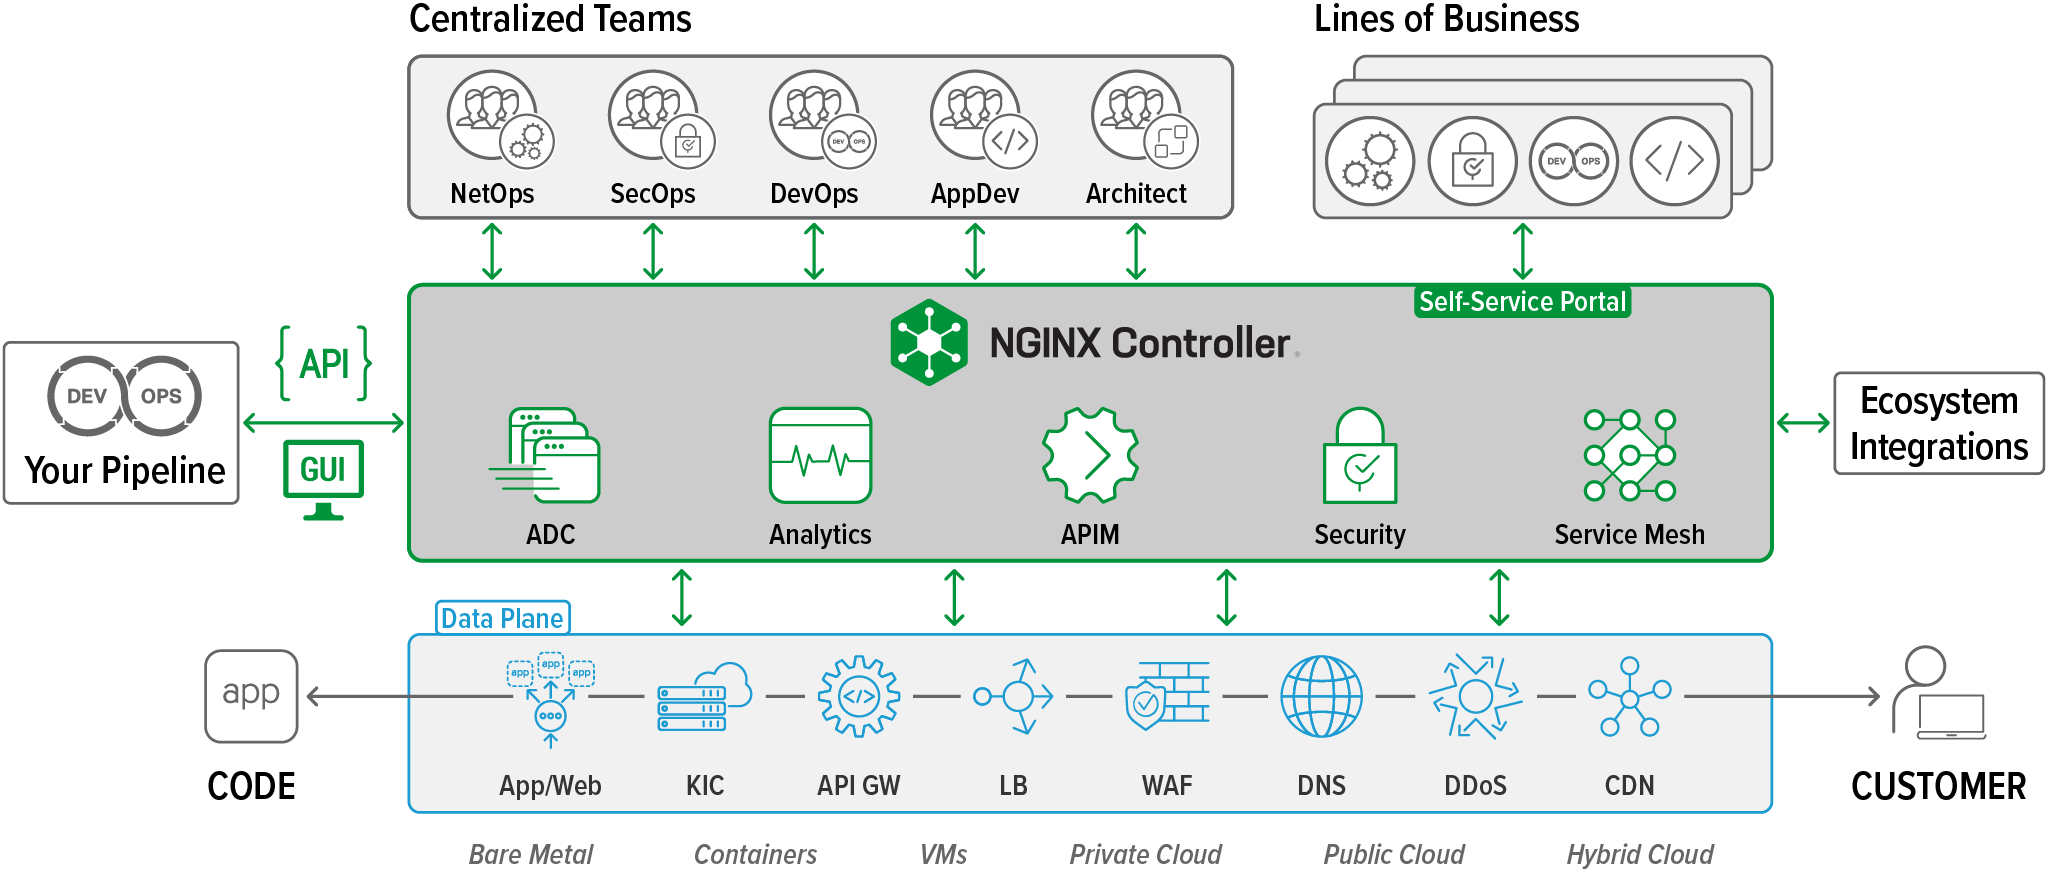 Centralized Teams
Lines of Business
NetOps
SecOps
DevOps
AppDev
Architect
DEV OPS
DEV OPS
Self-Service Portal
NGINX Controller
{API}
DEV OPS
Your Pipeline
GUI
Ecosystem
Integrations
ADC
Analytics
APIM
Security
Service Mesh
Data Plane
app
app
app
app
CODE
App/Web
KIC
API GW
LB
WAF
DNS
DDoS
CDN
CUSTOMER
Bare Metal
Containers
VMs
Private Cloud
Public Cloud
Hybrid Cloud